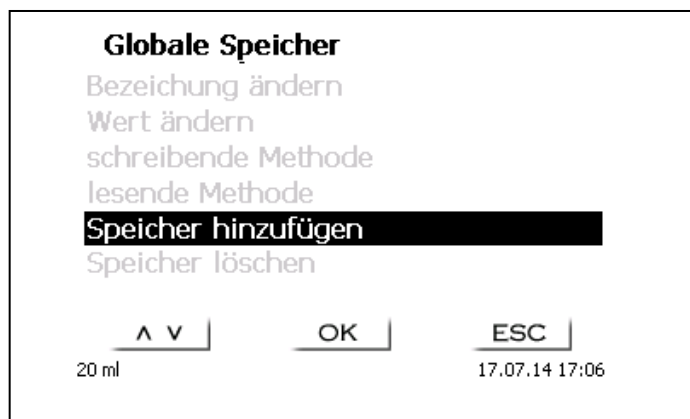 Globale Speicher
Bezeichung ändern
Wert ändern
schreibende Methode
lesende Methode
Speicher hinzufügen
Speicher löschen
∧ ∨ OK ESC
20 ml 17.07.14 17:06